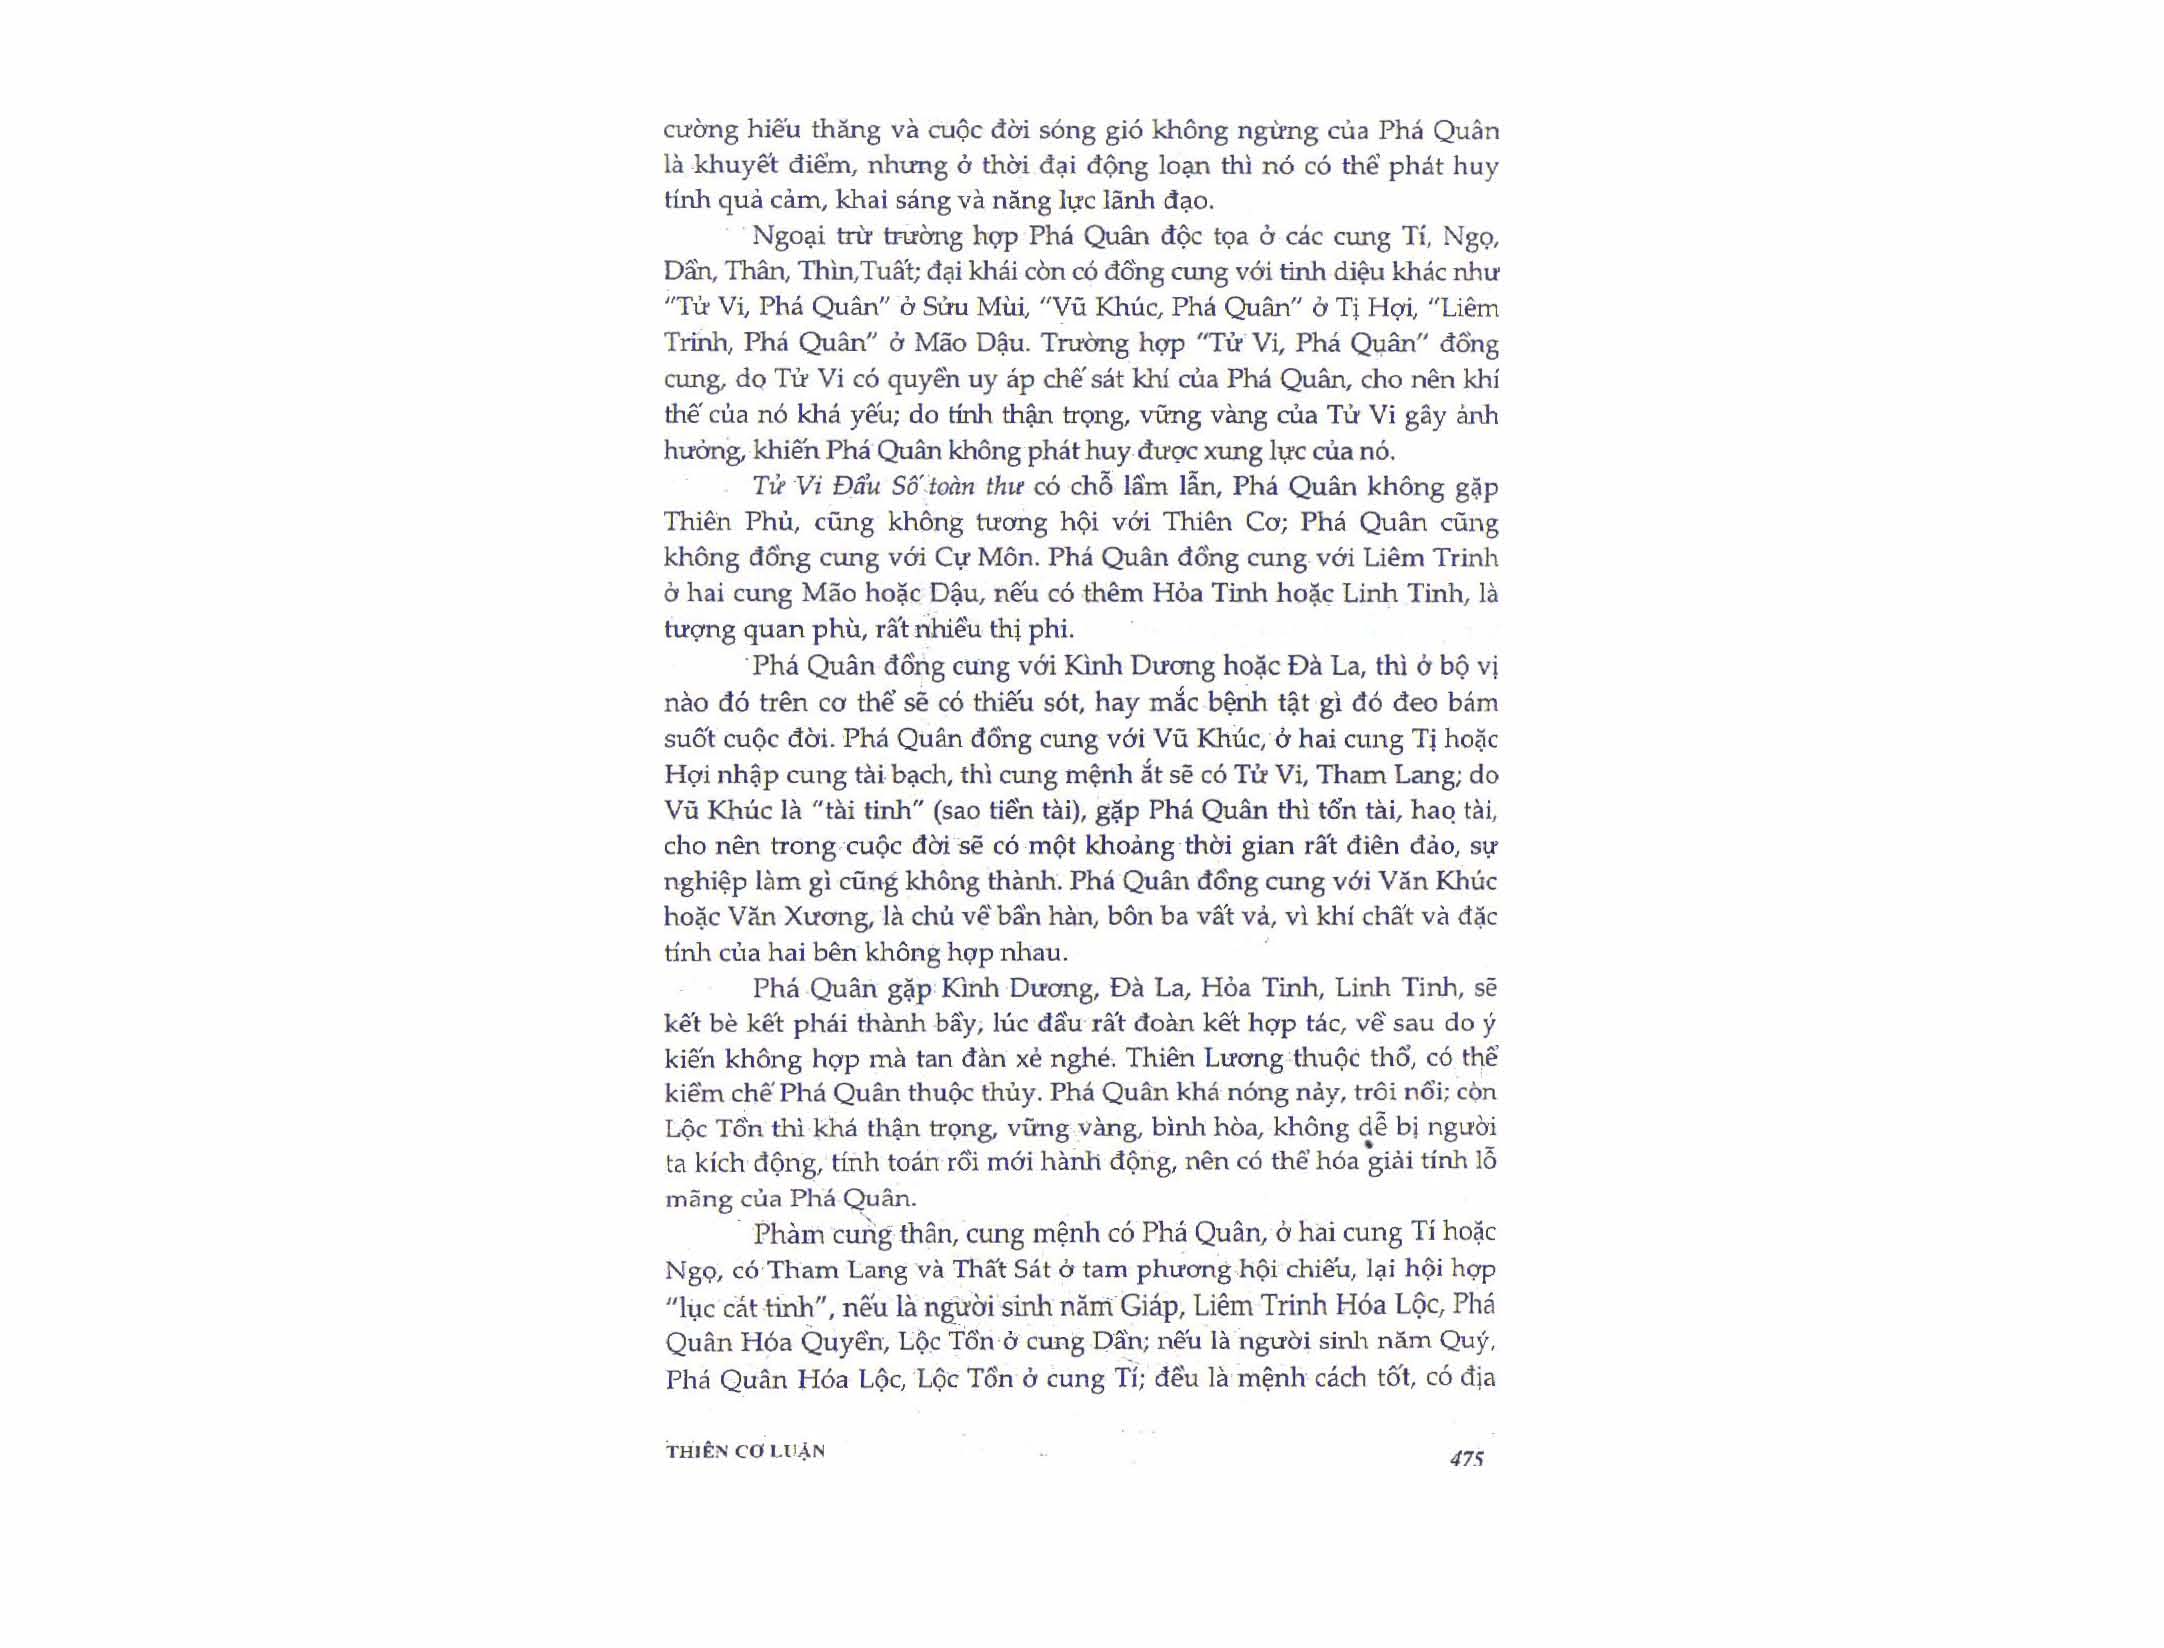 cường hiếu thắng và cuộc đời sóng gió không ngừng của Phá Quân
là khuyết điểm, nhưng ở thời đại động loạn thì nó có thể phát huy
tính quả cảm, khai sáng và năng lực lãnh đạo.
Ngoại trừ trường hợp Phá Quân độc tọa ở các cung Tí, Ngọ,
Dần, Thân, Thìn,Tuất; đại khái còn có đồng cung với tinh diệu khác như
"Tử Vi, Phá Quân" ở Sửu Mùi, "Vũ Khúc, Phá Quân" ở Tị Hợi, "Liêm
Trinh, Phá Quân" ở Mão Dậu. Trường hợp "Tử Vi, Phá Quân" đồng
cung, do Tử Vi có quyền uy áp chế sát khí của Phá Quân, cho nên khí
thế của nó khá yếu; do tính thận trọng, vững vàng của Tử Vi gây ảnh
hưởng, khiến Phá Quân không phát huy được xung lực của nó.
Tử Vi Đẩu Số toàn thư có chỗ lầm lẫn, Phá Quân không gặp
Thiên Phủ, cũng không tương hội với Thiên Cơ; Phá Quân cũng
không đồng cung với Cự Môn. Phá Quân đồng cung với Liêm Trinh
ở hai cung Mão hoặc Dậu, nếu có thêm Hỏa Tinh hoặc Linh Tinh, là
tượng quan phù, rất nhiều thị phi.
Phá Quân đồng cung với Kình Dương hoặc Đà La, thì ở bộ vị
nào đó trên cơ thể sẽ có thiếu sót, hay mắc bệnh tật gì đó đeo bám
suốt cuộc đời. Phá Quân đồng cung với Vũ Khúc, ở hai cung Tị hoặc
Hợi nhập cung tài bạch, thì cung mệnh ắt sẽ có Tử Vi, Tham Lang; do
Vũ Khúc là "tài tinh" (sao tiền tài), gặp Phá Quân thì tổn tài, hao tài,
cho nên trong cuộc đời sẽ có một khoảng thời gian rất điên đảo, sự
nghiệp làm gì cũng không thành. Phá Quân đồng cung với Văn Khúc
hoặc Văn Xương, là chủ về bần hàn, bôn ba vất vả, vì khí chất và đặc
tính của hai bên không hợp nhau.
Phá Quân gặp Kình Dương, Đà La, Hỏa Tinh, Linh Tinh, sẽ
kết bè kết phái thành bầy, lúc đầu rất đoàn kết hợp tác, về sau do ý
kiến không hợp mà tan đàn xẻ nghé. Thiên Lương thuộc thổ, có thể
kiềm chế Phá Quân thuộc thủy. Phá Quân khá nóng nảy, trôi nổi; còn
Lộc Tồn thì khá thận trọng, vững vàng, bình hòa, không dễ bị người
ta kích động, tính toán rồi mới hành động, nên có thể hóa giải tính lỗ
mãng của Phá Quân.
Phàm cung thân, cung mệnh có Phá Quân, ở hai cung Tí hoặc
Ngọ, có Tham Lang và Thất Sát ở tam phương hội chiếu, lại hội hợp
"lục cát tinh", nếu là người sinh năm Giáp, Liêm Trinh Hóa Lộc, Phá
Quân Hóa Quyền, Lộc Tồn ở cung Dần; nếu là người sinh năm Quý,
Phá Quân Hóa Lộc, Lộc Tồn ở cung Tí; đều là mệnh cách tốt, có địa
THIÊN CƠ LUẬN
475